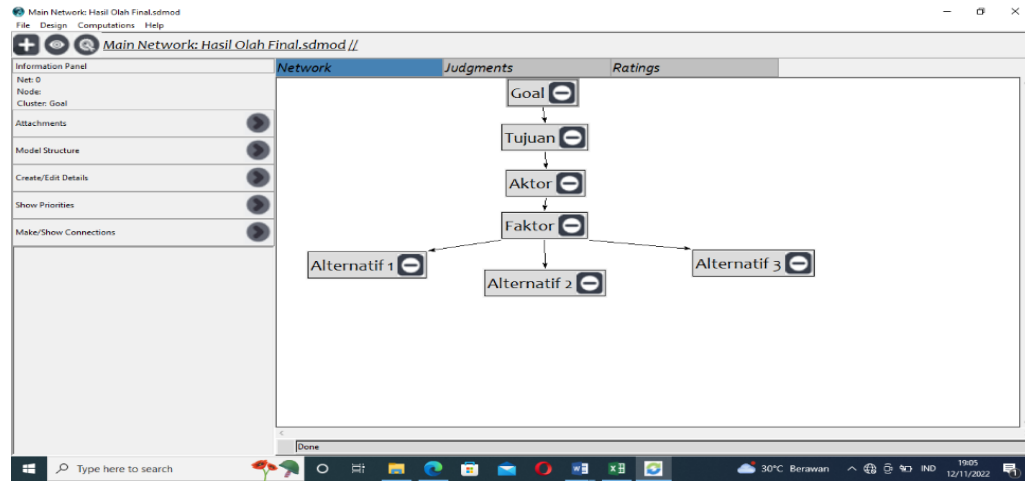 Main Network: Hasil Olah Final.sdmod
File Design Computations Help
Main Network: Hasil Olah Final.sdmod //
Information Panel
Net: 0
Node:
Cluster: Goal
Attachments
Model Structure
Create/Edit Details
Show Priorities
Make/Show Connections
Network Judgments Ratings
Goal
Tujuan
Aktor
Faktor
Alternatif 1
Alternatif 2
Alternatif 3
Done
Type here to search
30°C Berawan
IND
19:05
12/11/2022